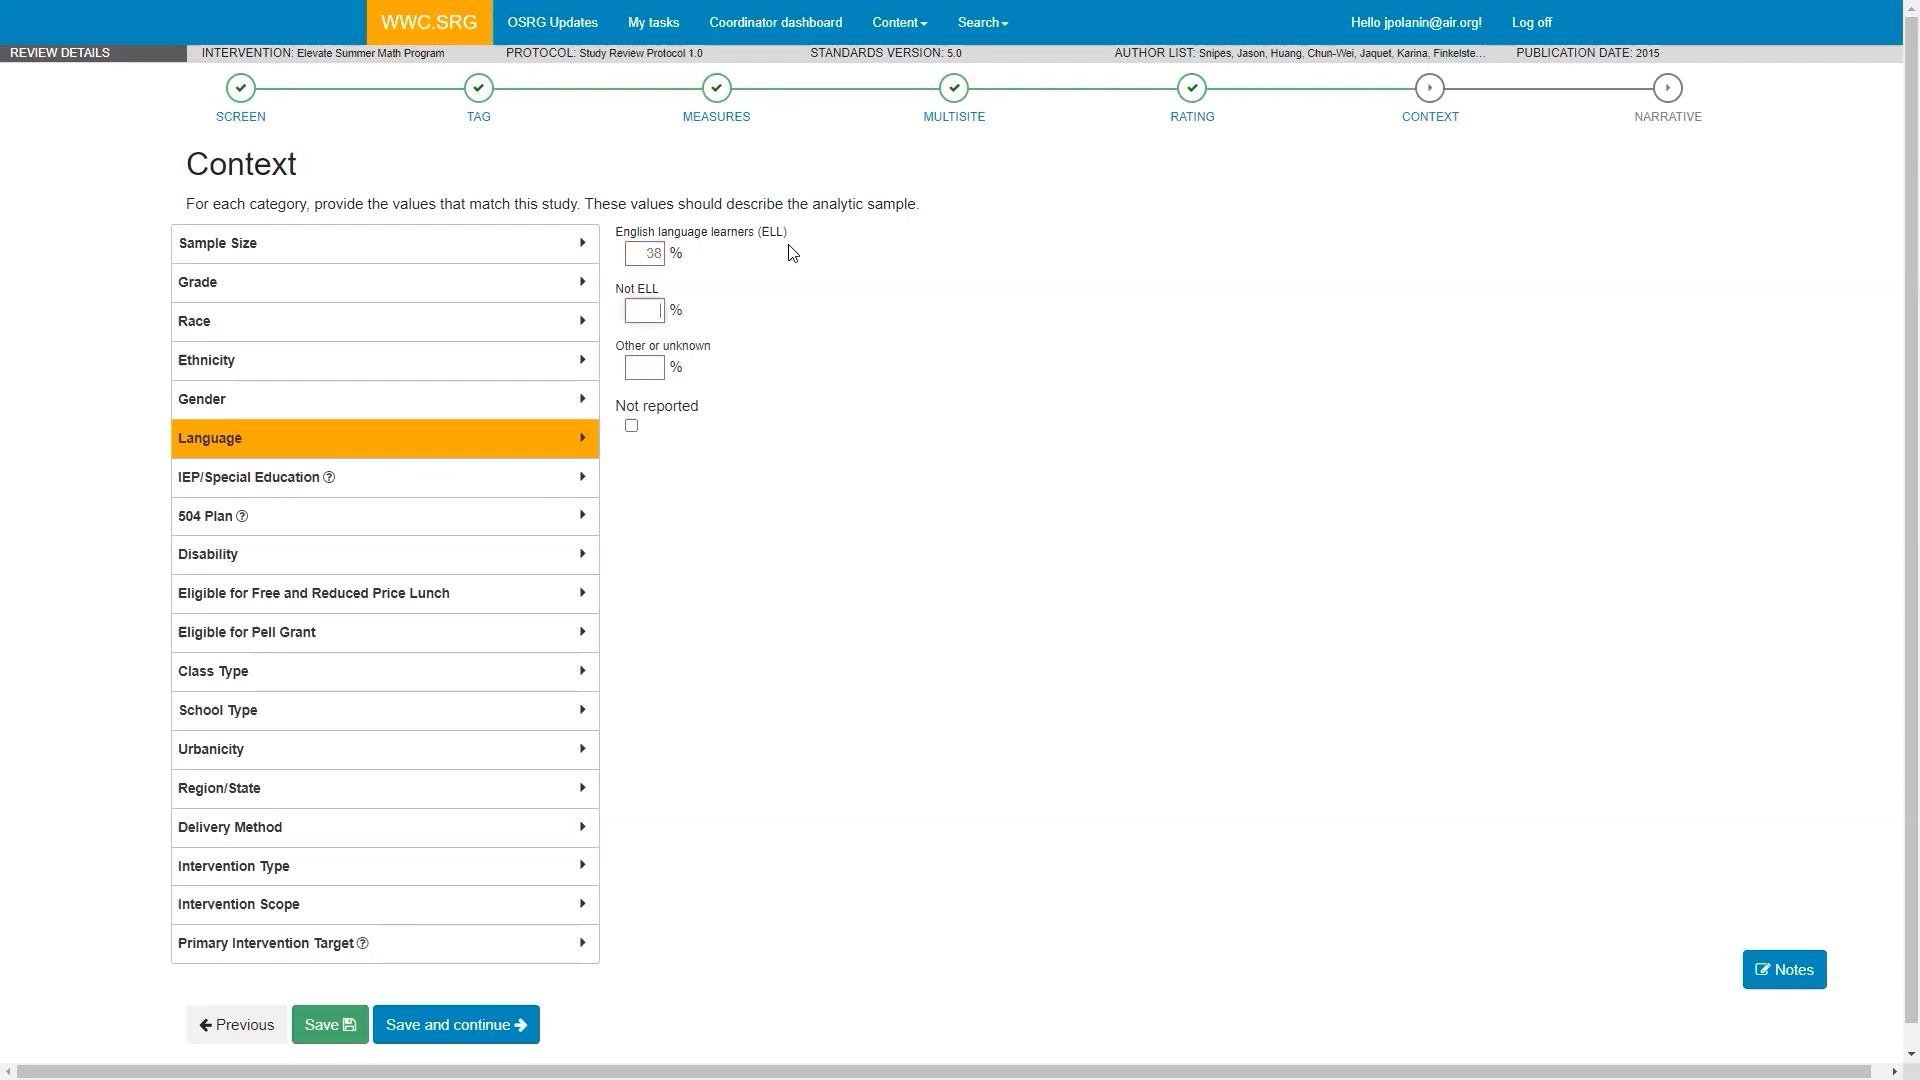 WWC.SRG OSRG Updates My tasks Coordinator dashboard Content Search Hello jpolanin@air.org! Log off
REVIEW DETAILS INTERVENTION: Elevate Summer Math Program PROTOCOL: Study Review Protocol 1.0 STANDARDS VERSION: 5.0 AUTHOR LIST: Snipes, Jason, Huang, Chun-Wei, Jaquet, Karina, Finkelste... PUBLICATION DATE: 2015
SCREEN TAG MEASURES MULTISITE RATING CONTEXT NARRATIVE
Context
For each category, provide the values that match this study. These values should describe the analytic sample.
Sample Size
Grade
Race
Ethnicity
Gender
Language
IEP/Special Education
504 Plan
Disability
Eligible for Free and Reduced Price Lunch
Eligible for Pell Grant
Class Type
School Type
Urbanicity
Region/State
Delivery Method
Intervention Type
Intervention Scope
Primary Intervention Target
English language learners (ELL)
38 %
Not ELL
%
Other or unknown
%
Not reported
Notes
Previous Save Save and continue